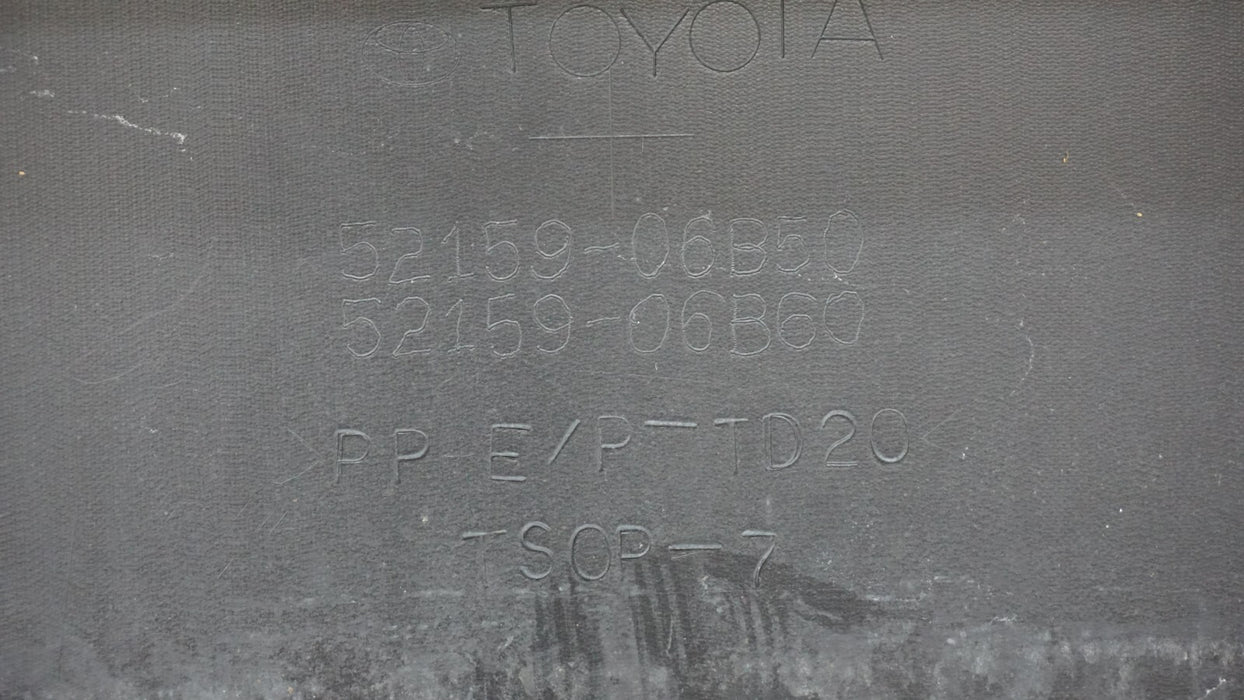 TOYOTA
52159-06B50
52159-06B60
>PP-E/P-TD20<
TSOP-7